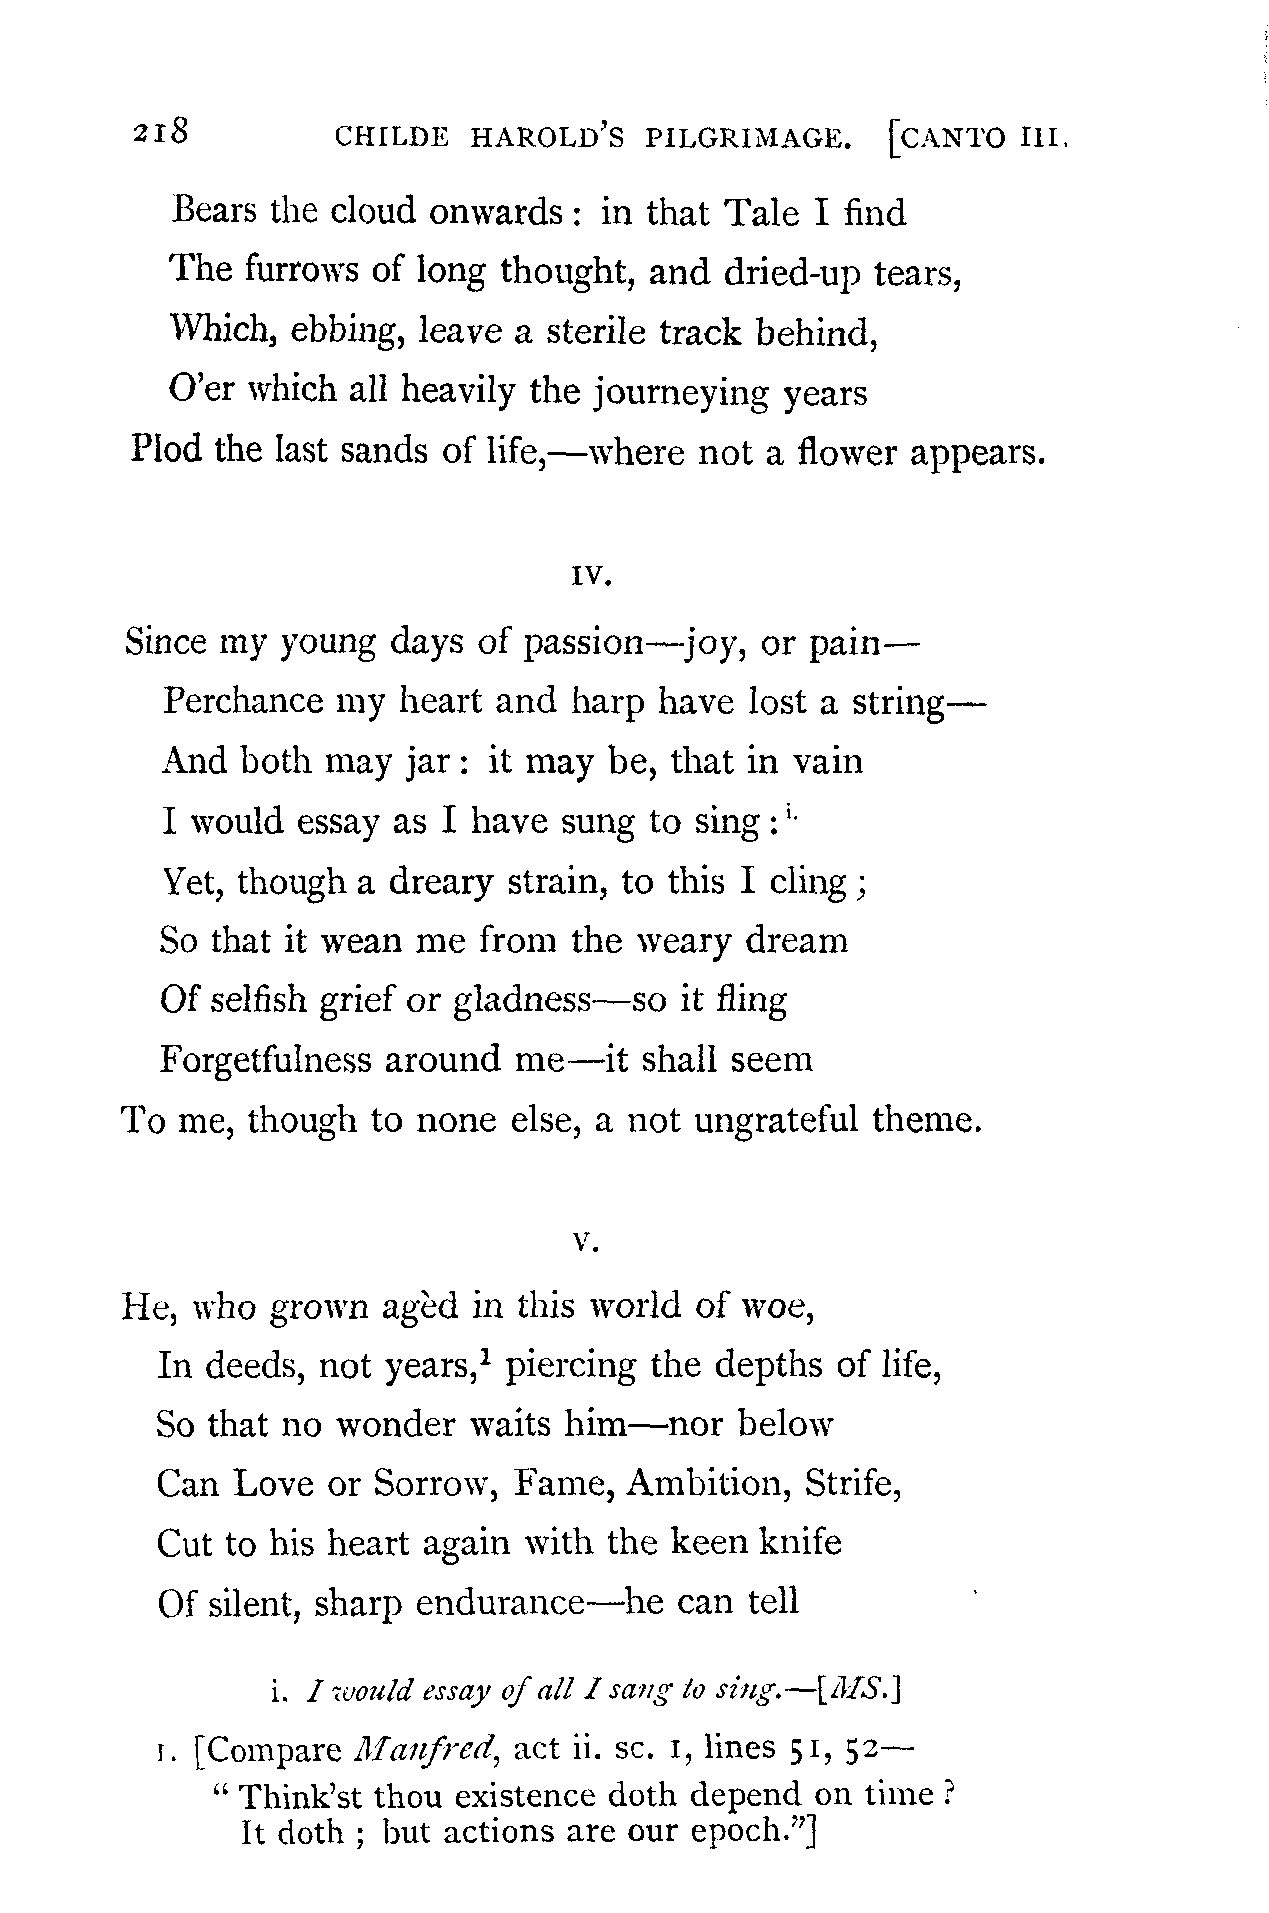 218 CHILDE HAROLD'S PILGRIMAGE. [CANTO III.
Bears the cloud onwards : in that Tale I find
The furrows of long thought, and dried-up tears,
Which, ebbing, leave a sterile track behind,
O'er which all heavily the journeying years
Plod the last sands of life,—where not a flower appears.
IV.
Since my young days of passion—joy, or pain—
Perchance my heart and harp have lost a string—
And both may jar : it may be, that in vain
I would essay as I have sung to sing : i.
Yet, though a dreary strain, to this I cling ;
So that it wean me from the weary dream
Of selfish grief or gladness—so it fling
Forgetfulness around me—it shall seem
To me, though to none else, a not ungrateful theme.
V.
He, who grown agèd in this world of woe,
In deeds, not years,¹ piercing the depths of life,
So that no wonder waits him—nor below
Can Love or Sorrow, Fame, Ambition, Strife,
Cut to his heart again with the keen knife
Of silent, sharp endurance—he can tell
i. I would essay of all I sang to sing.—[MS.]
1. [Compare Manfred, act ii. sc. 1, lines 51, 52—
" Think'st thou existence doth depend on time ?
It doth ; but actions are our epoch."]